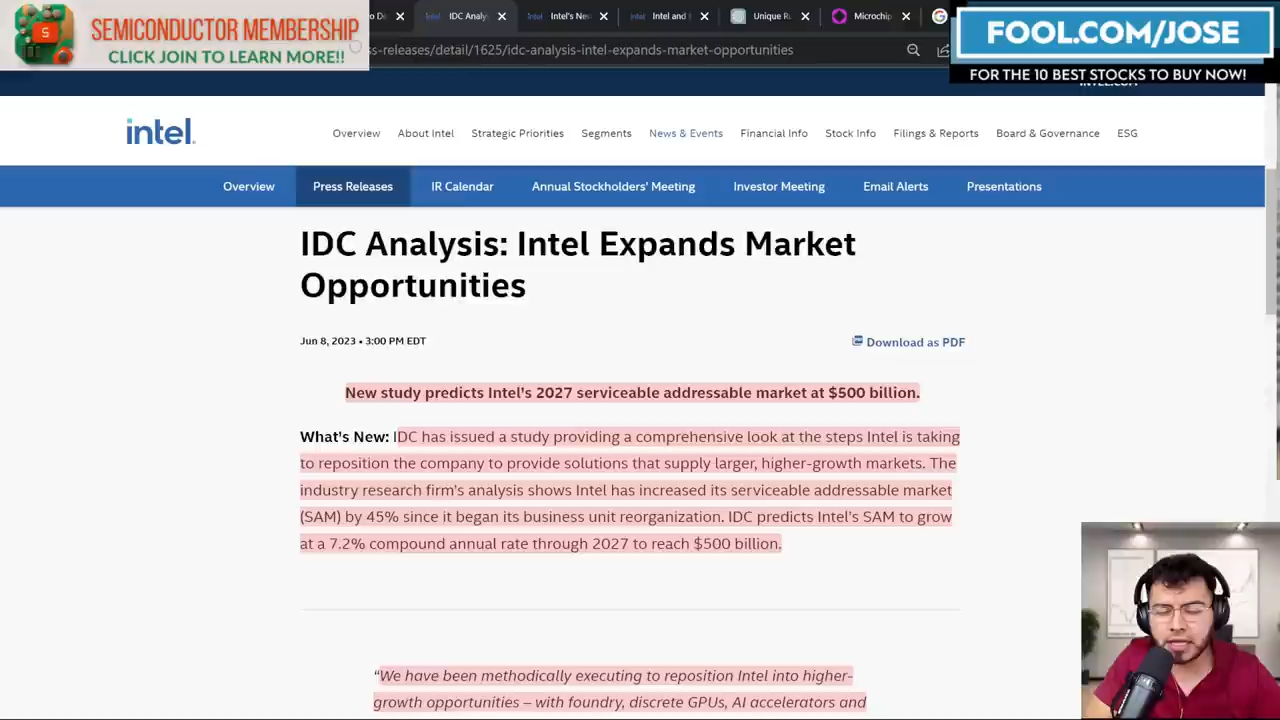 SEMICONDUCTOR MEMBERSHIP
CLICK JOIN TO LEARN MORE!!
IDC Analy
Intel's New
Intel and
Unique Ru
Microchip
ss-releases/detail/1625/idc-analysis-intel-expands-market-opportunities
FOOL.COM/JOSE
FOR THE 10 BEST STOCKS TO BUY NOW!
INTEL.COM
intel.
Overview About Intel Strategic Priorities Segments News & Events Financial Info Stock Info Filings & Reports Board & Governance ESG
Overview Press Releases IR Calendar Annual Stockholders' Meeting Investor Meeting Email Alerts Presentations
IDC Analysis: Intel Expands Market
Opportunities
Jun 8, 2023 • 3:00 PM EDT
Download as PDF
New study predicts Intel's 2027 serviceable addressable market at $500 billion.
What's New: IDC has issued a study providing a comprehensive look at the steps Intel is taking
to reposition the company to provide solutions that supply larger, higher-growth markets. The
industry research firm's analysis shows Intel has increased its serviceable addressable market
(SAM) by 45% since it began its business unit reorganization. IDC predicts Intel's SAM to grow
at a 7.2% compound annual rate through 2027 to reach $500 billion.
"We have been methodically executing to reposition Intel into higher-
growth opportunities – with foundry, discrete GPUs, AI accelerators and